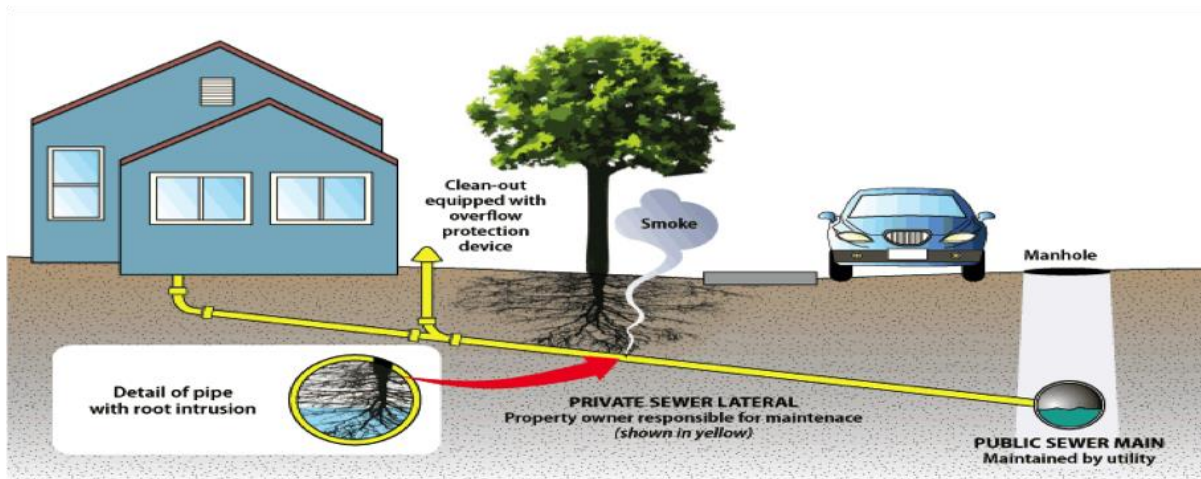 Clean-out
equipped with
overflow
protection
device
Smoke
Manhole
Detail of pipe
with root intrusion
PRIVATE SEWER LATERAL
Property owner responsible for maintenace
(shown in yellow)
PUBLIC SEWER MAIN
Maintained by utility